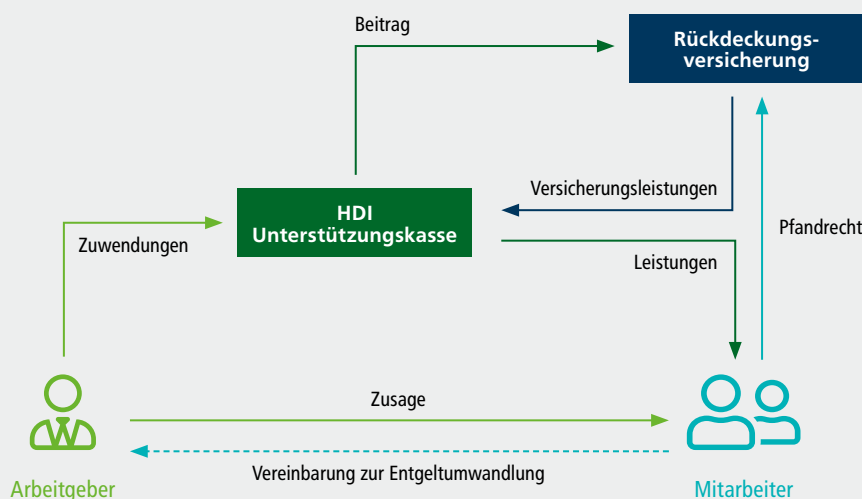 Beitrag
Rückdeckungs-
versicherung
Versicherungsleistungen
HDI
Unterstützungskasse
Zuwendungen
Pfandrecht
Leistungen
Zusage
Vereinbarung zur Entgeltumwandlung
Arbeitgeber
Mitarbeiter